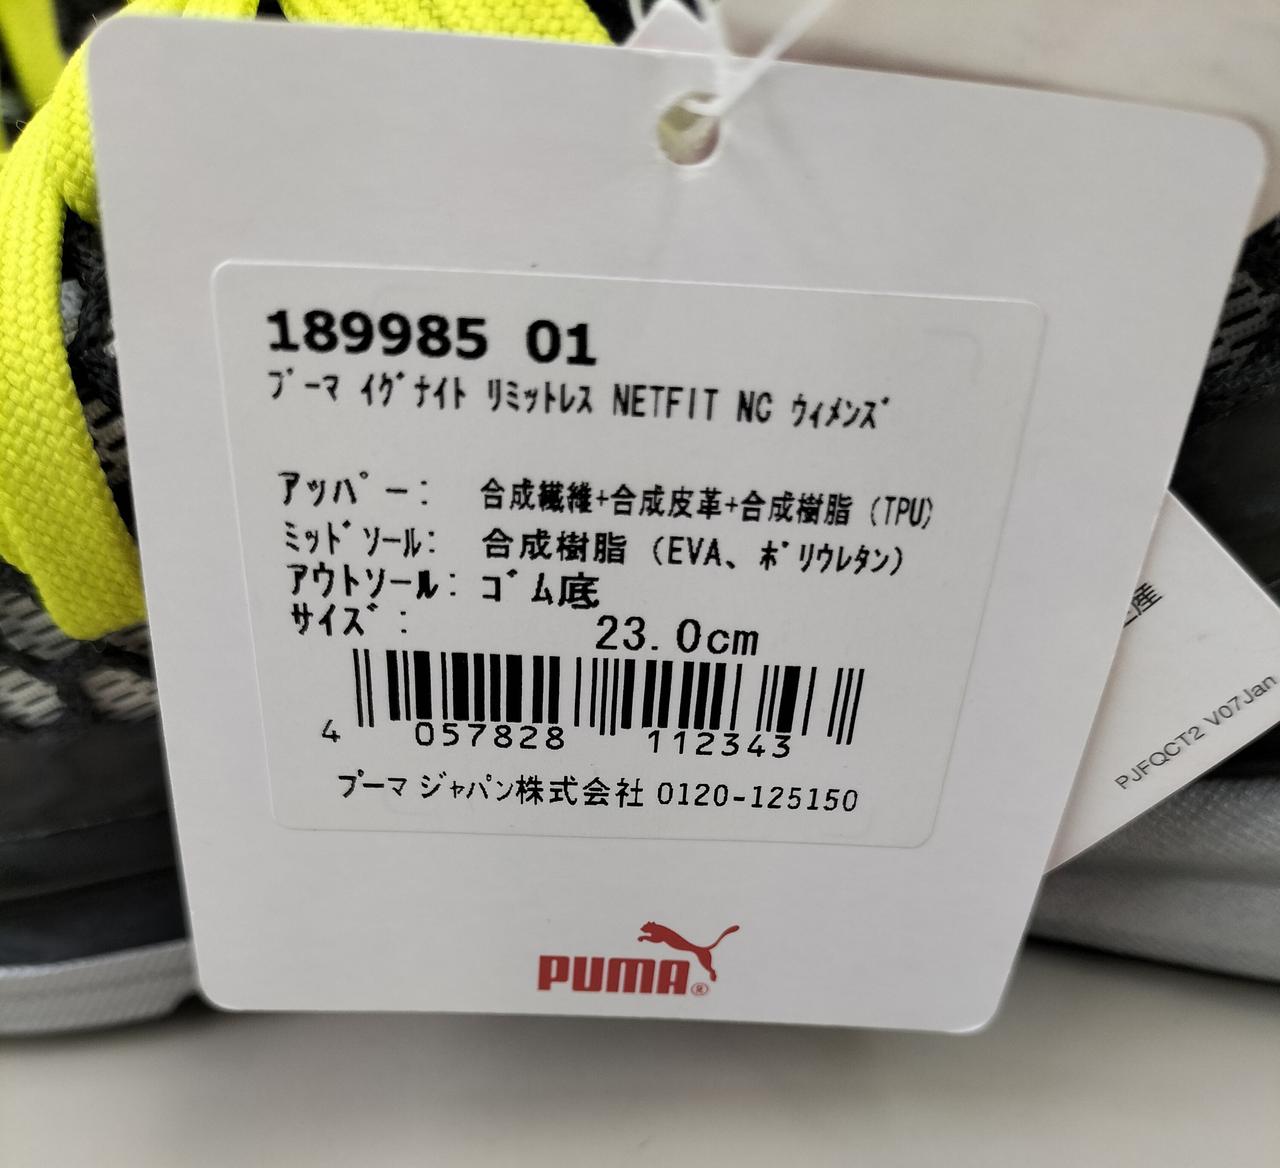 189985 01
プーマ イグナイト リミットレス NETFIT NC ウィメンズ
アッパー: 合成繊維+合成皮革+合成樹脂 (TPU)
ミッドソール: 合成樹脂 (EVA、ポリウレタン)
アウトソール: ゴム底
サイズ: 23.0cm
4 057828 112343
プーマ ジャパン株式会社 0120-125150
PUMA®
産
PJFQCT2 V07Jan